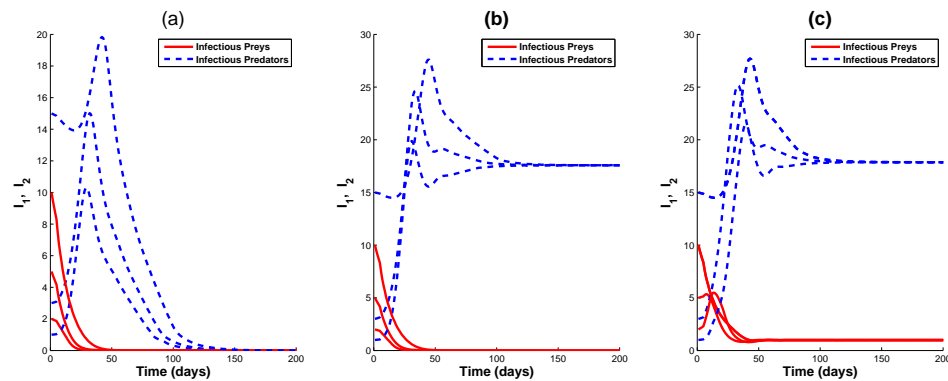 (a)
Infectious Preys
Infectious Predators
I1, I2
20
18
16
14
12
10
8
6
4
2
0
0 50 100 150 200
Time (days)
(b)
Infectious Preys
Infectious Predators
I1, I2
30
25
20
15
10
5
0
0 50 100 150 200
Time (days)
(c)
Infectious Preys
Infectious Predators
I1, I2
30
25
20
15
10
5
0
0 50 100 150 200
Time (days)